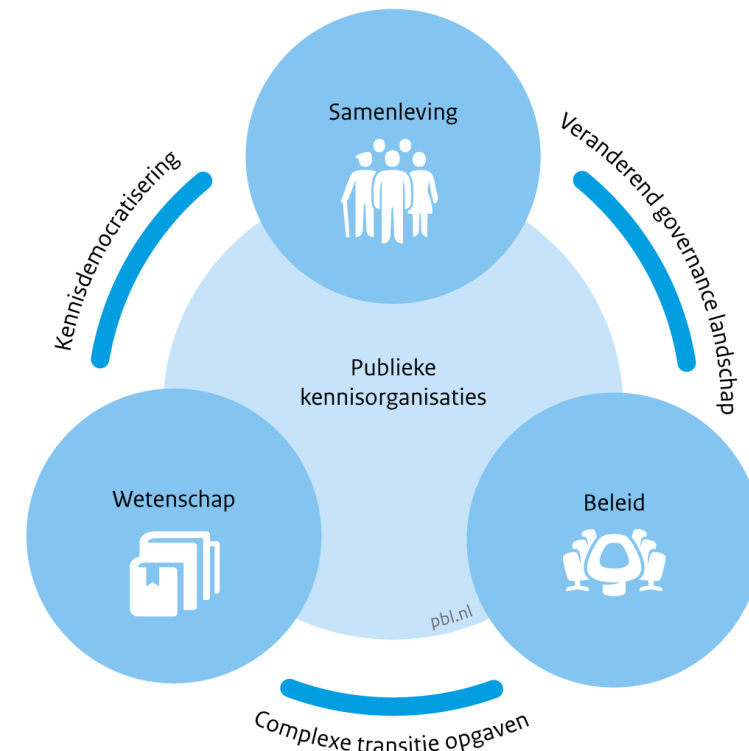 Samenleving
Kennisdemocratisering
Veranderend governance landschap
Publieke
kennisorganisaties
Wetenschap
Beleid
pbl.nl
Complexe transitie opgaven